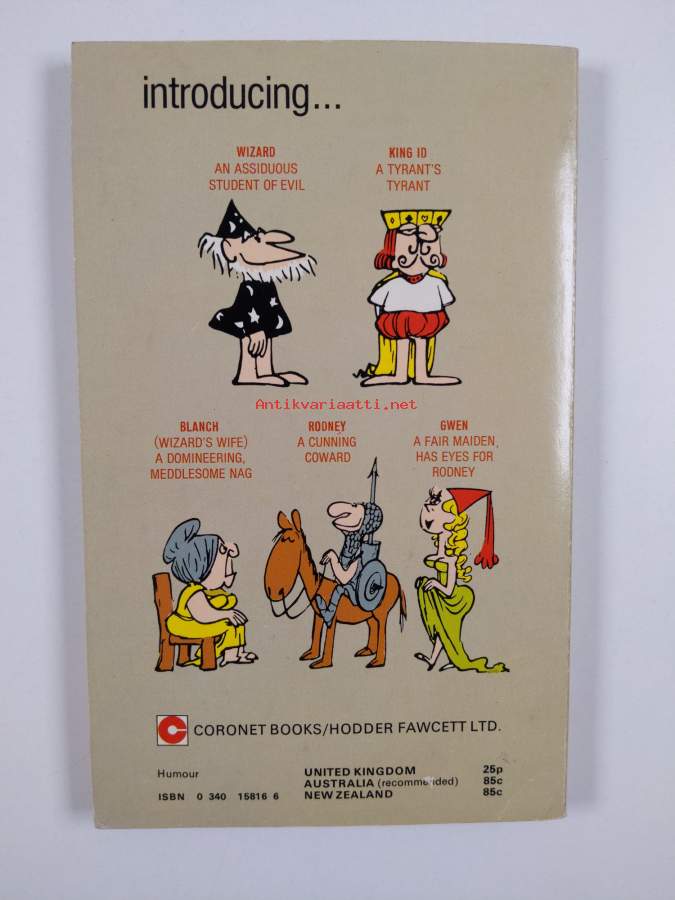 introducing...
WIZARD
AN ASSIDUOUS
STUDENT OF EVIL
KING ID
A TYRANT'S
TYRANT
Antikvariaatti.net
BLANCH
(WIZARD'S WIFE)
A DOMINEERING,
MEDDLESOME NAG
RODNEY
A CUNNING
COWARD
GWEN
A FAIR MAIDEN,
HAS EYES FOR
RODNEY
CORONET BOOKS/HODDER FAWCETT LTD.
Humour
ISBN 0 340 15816 6
UNITED KINGDOM 25p
AUSTRALIA (recommended) 85c
NEW ZEALAND 85c